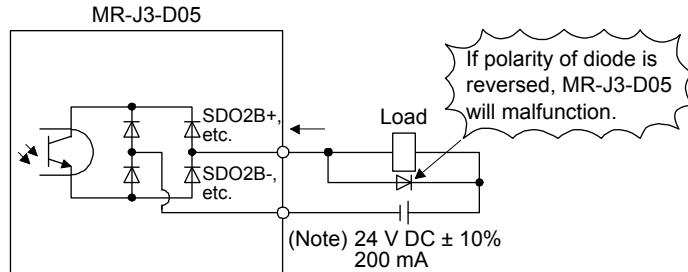 MR-J3-D05
If polarity of diode is
reversed, MR-J3-D05
will malfunction.
SDO2B+,
etc.
Load
SDO2B-,
etc.
(Note) 24 V DC ± 10%
200 mA